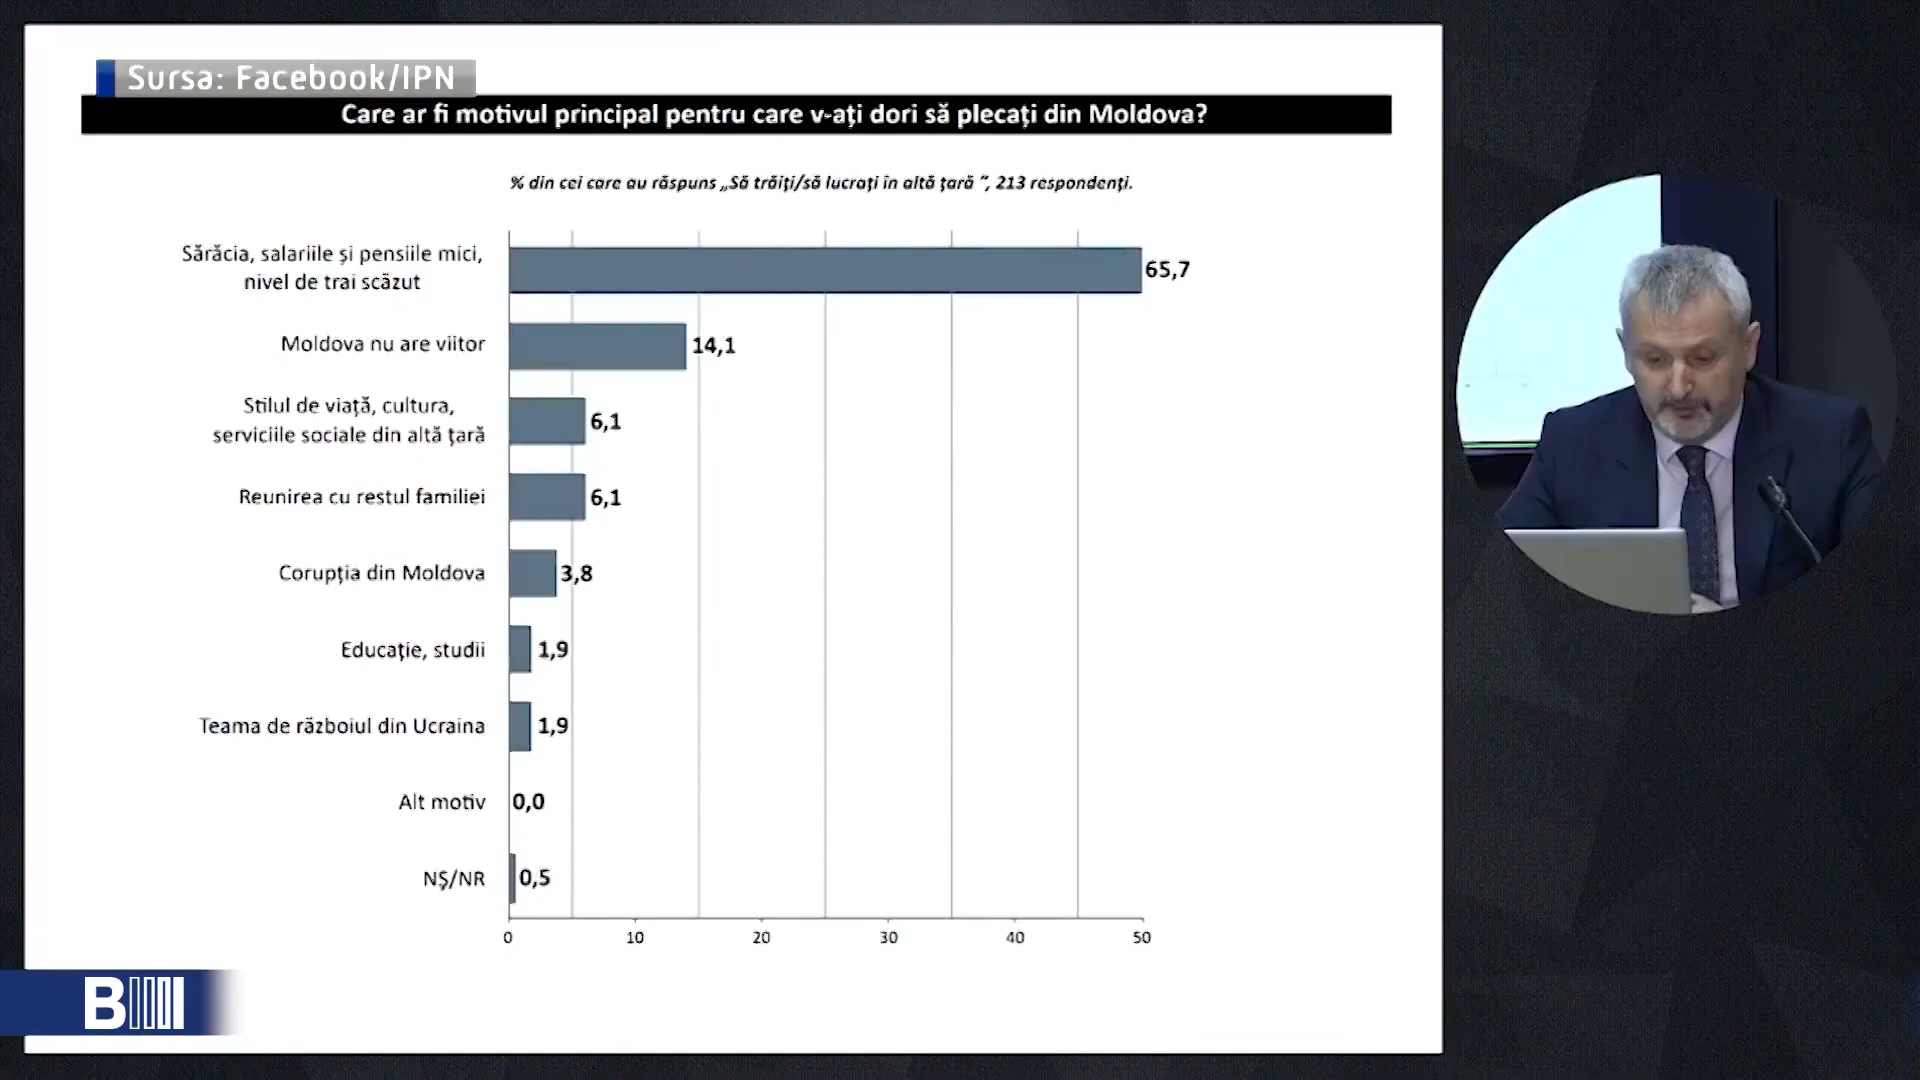 Sursa: Facebook/IPN
Care ar fi motivul principal pentru care v-ați dori să plecați din Moldova?
% din cei care au răspuns „Să trăiți/să lucrați în altă țară ”, 213 respondenți.
Sărăcia, salariile și pensiile mici,
nivel de trai scăzut
65,7
Moldova nu are viitor
14,1
Stilul de viață, cultura,
serviciile sociale din altă țară
6,1
Reunirea cu restul familiei
6,1
Corupția din Moldova
3,8
Educație, studii
1,9
Teama de războiul din Ucraina
1,9
Alt motiv
0,0
NȘ/NR
0,5
0 10 20 30 40 50
B